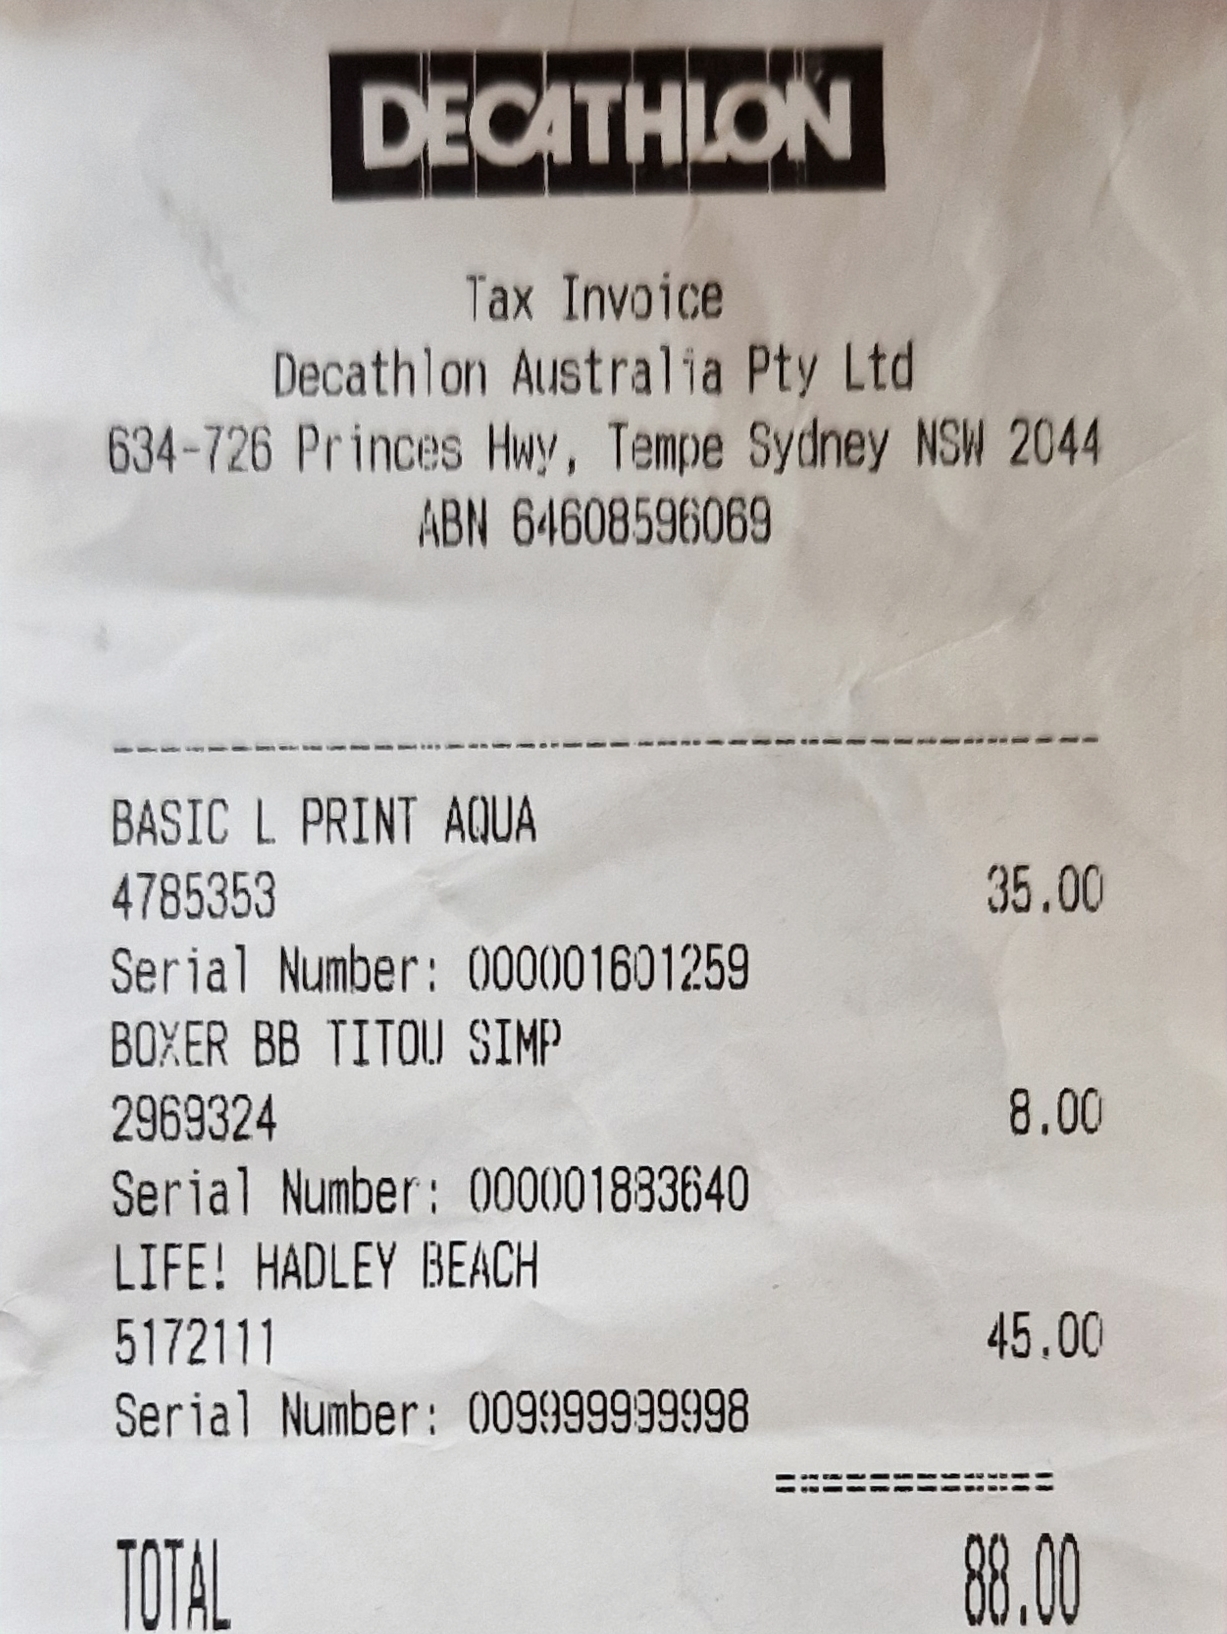 DECATHLON
Tax Invoice
Decathlon Australia Pty Ltd
634-726 Princes Hwy, Tempe Sydney NSW 2044
ABN 64608596069
------------------------------------------
BASIC L PRINT AQUA
4785353 35.00
Serial Number: 000001601259
BOXER BB TITOU SIMP
2969324 8.00
Serial Number: 000001883640
LIFE! HADLEY BEACH
5172111 45.00
Serial Number: 009999999998
============
TOTAL 88.00